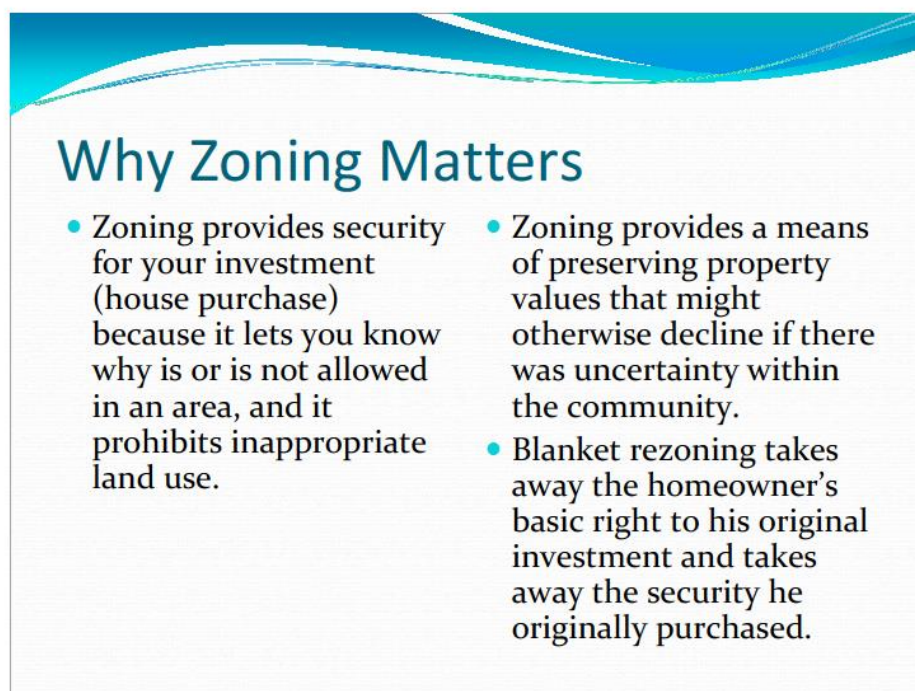 Why Zoning Matters
• Zoning provides security
for your investment
(house purchase)
because it lets you know
why is or is not allowed
in an area, and it
prohibits inappropriate
land use.
• Zoning provides a means
of preserving property
values that might
otherwise decline if there
was uncertainty within
the community.
• Blanket rezoning takes
away the homeowner’s
basic right to his original
investment and takes
away the security he
originally purchased.